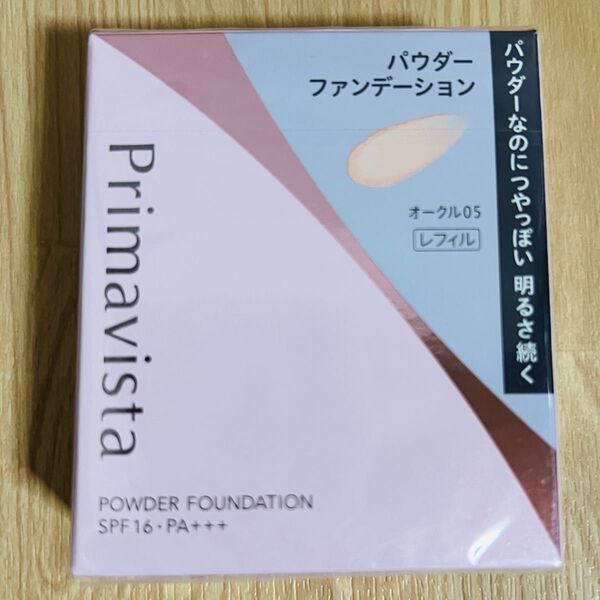 パウダー
ファンデーション
オークル05
レフィル
パウダーなのにつやっぽい 明るさ続く
Primavista
POWDER FOUNDATION
SPF16・PA+++